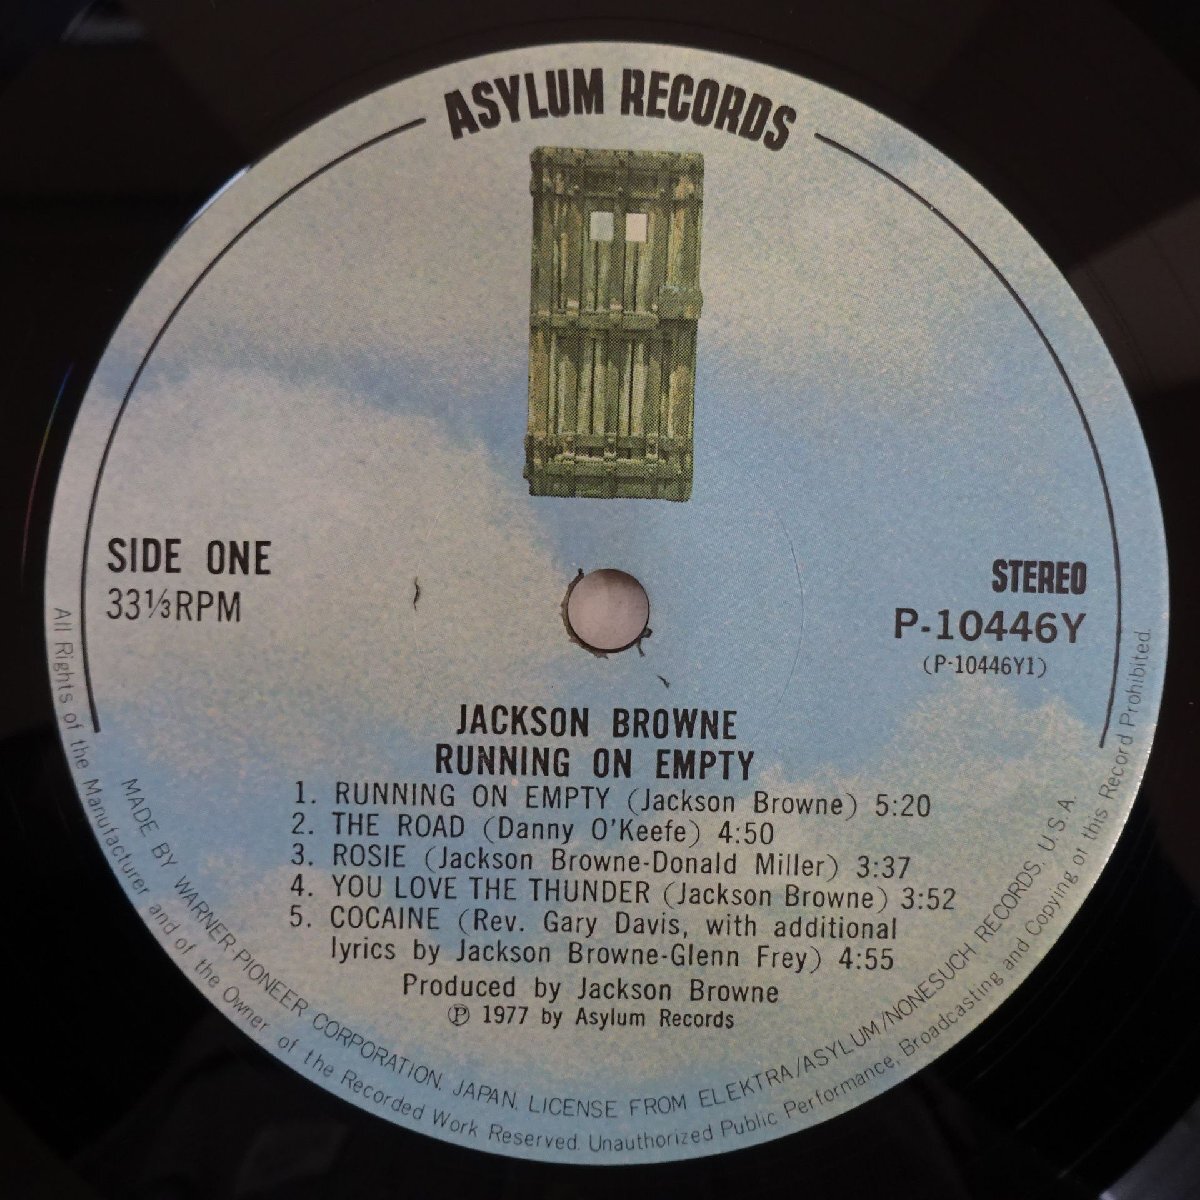 ASYLUM RECORDS
SIDE ONE
33⅓RPM
STEREO
P-10446Y
(P-10446Y1)
JACKSON BROWNE
RUNNING ON EMPTY
1. RUNNING ON EMPTY (Jackson Browne) 5:20
2. THE ROAD (Danny O'Keefe) 4:50
3. ROSIE (Jackson Browne-Donald Miller) 3:37
4. YOU LOVE THE THUNDER (Jackson Browne) 3:52
5. COCAINE (Rev. Gary Davis, with additional
lyrics by Jackson Browne-Glenn Frey) 4:55
Produced by Jackson Browne
Ⓟ 1977 by Asylum Records
MADE BY WARNER-PIONEER CORPORATION, JAPAN, LICENSE FROM ELEKTRA/ASYLUM/NONESUCH RECORDS, U.S.A.
All Rights of the Manufacturer and of the Owner of the Recorded Work Reserved. Unauthorized Public Performance, Broadcasting and Copying of this Record Prohibited.